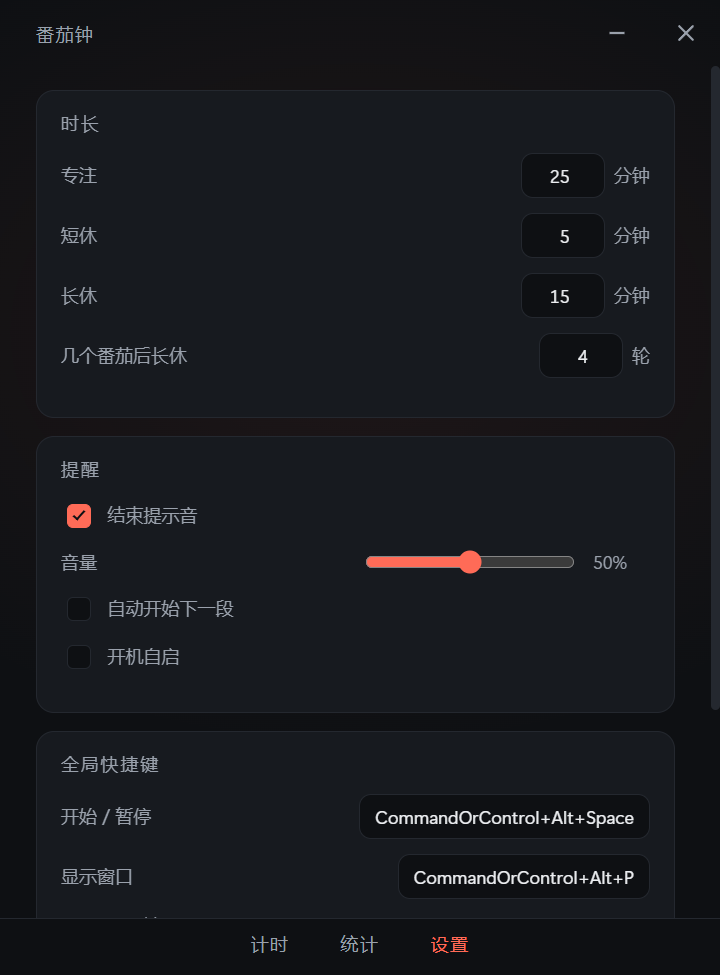 番茄钟
时长
专注 25 分钟
短休 5 分钟
长休 15 分钟
几个番茄后长休 4 轮
提醒
结束提示音
音量 50%
自动开始下一段
开机自启
全局快捷键
开始 / 暂停 CommandOrControl+Alt+Space
显示窗口 CommandOrControl+Alt+P
计时 统计 设置